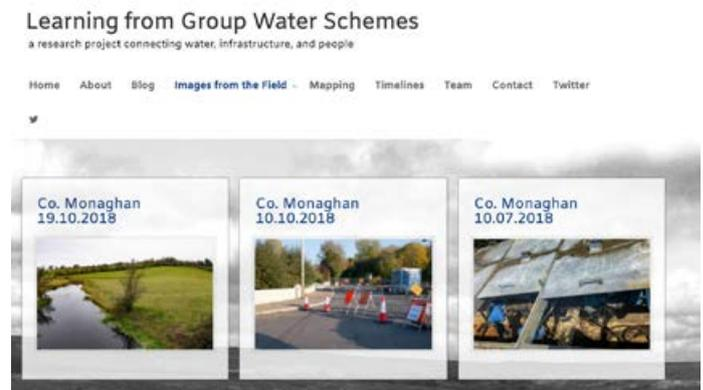 Learning from Group Water Schemes
a research project connecting water, infrastructure, and people
Home About Blog Images from the Field Mapping Timelines Team Contact Twitter
Co. Monaghan
19.10.2018
Co. Monaghan
10.10.2018
Co. Monaghan
10.07.2018